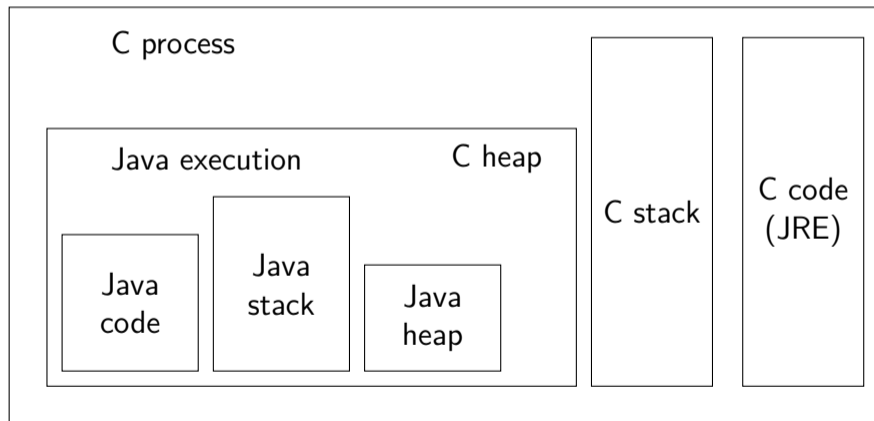 C process
Java execution
C heap
Java
code
Java
stack
Java
heap
C stack
C code
(JRE)